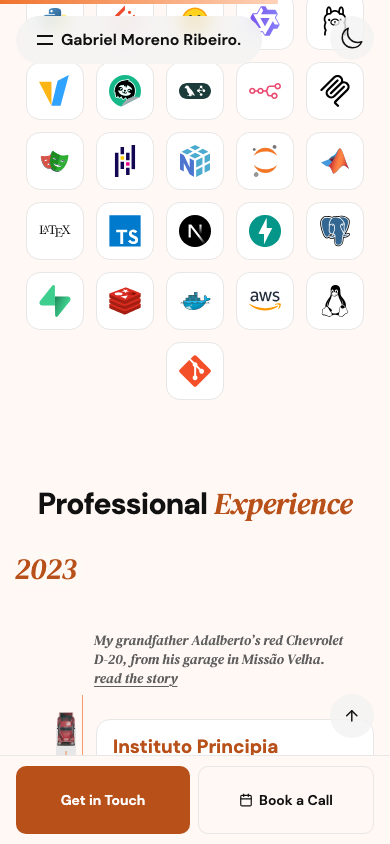 Gabriel Moreno Ribeiro.
LATEX
TS
N
aws
Professional Experience
2023
My grandfather Adalberto's red Chevrolet
D-20, from his garage in Missão Velha.
read the story
Instituto Principia
Get in Touch
Book a Call